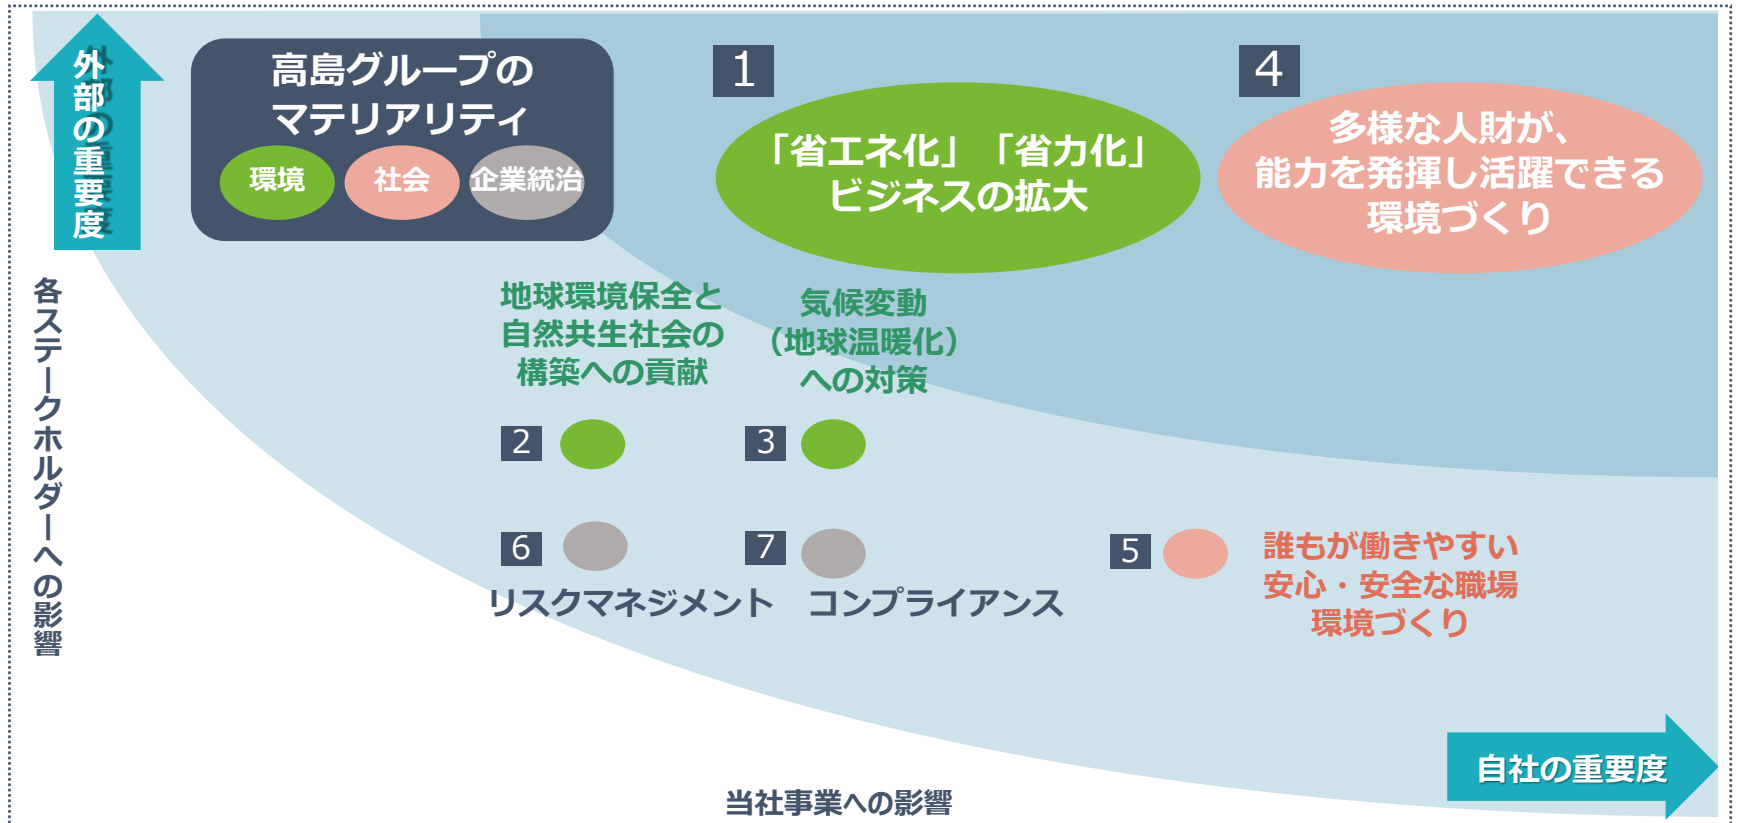 外部の重要度
各ステークホルダーへの影響
高島グループの
マテリアリティ
環境
社会
企業統治
1
「省エネ化」「省力化」
ビジネスの拡大
4
多様な人財が、
能力を発揮し活躍できる
環境づくり
地球環境保全と
自然共生社会の
構築への貢献
2
気候変動
（地球温暖化）
への対策
3
6
リスクマネジメント
7
コンプライアンス
5
誰もが働きやすい
安心・安全な職場
環境づくり
自社の重要度
当社事業への影響